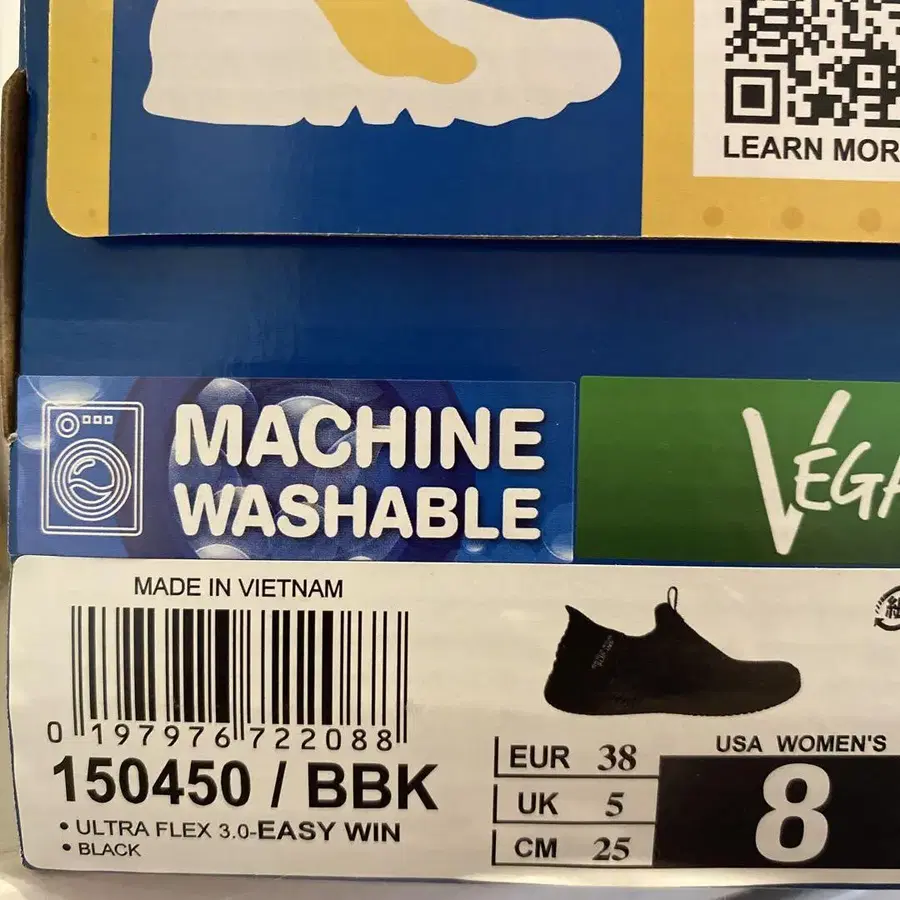 LEARN MOR
MACHINE
WASHABLE
VEGA
MADE IN VIETNAM
0 197976 722088
150450 / BBK
• ULTRA FLEX 3.0-EASY WIN
• BLACK
EUR 38
UK 5
CM 25
USA WOMEN'S
8